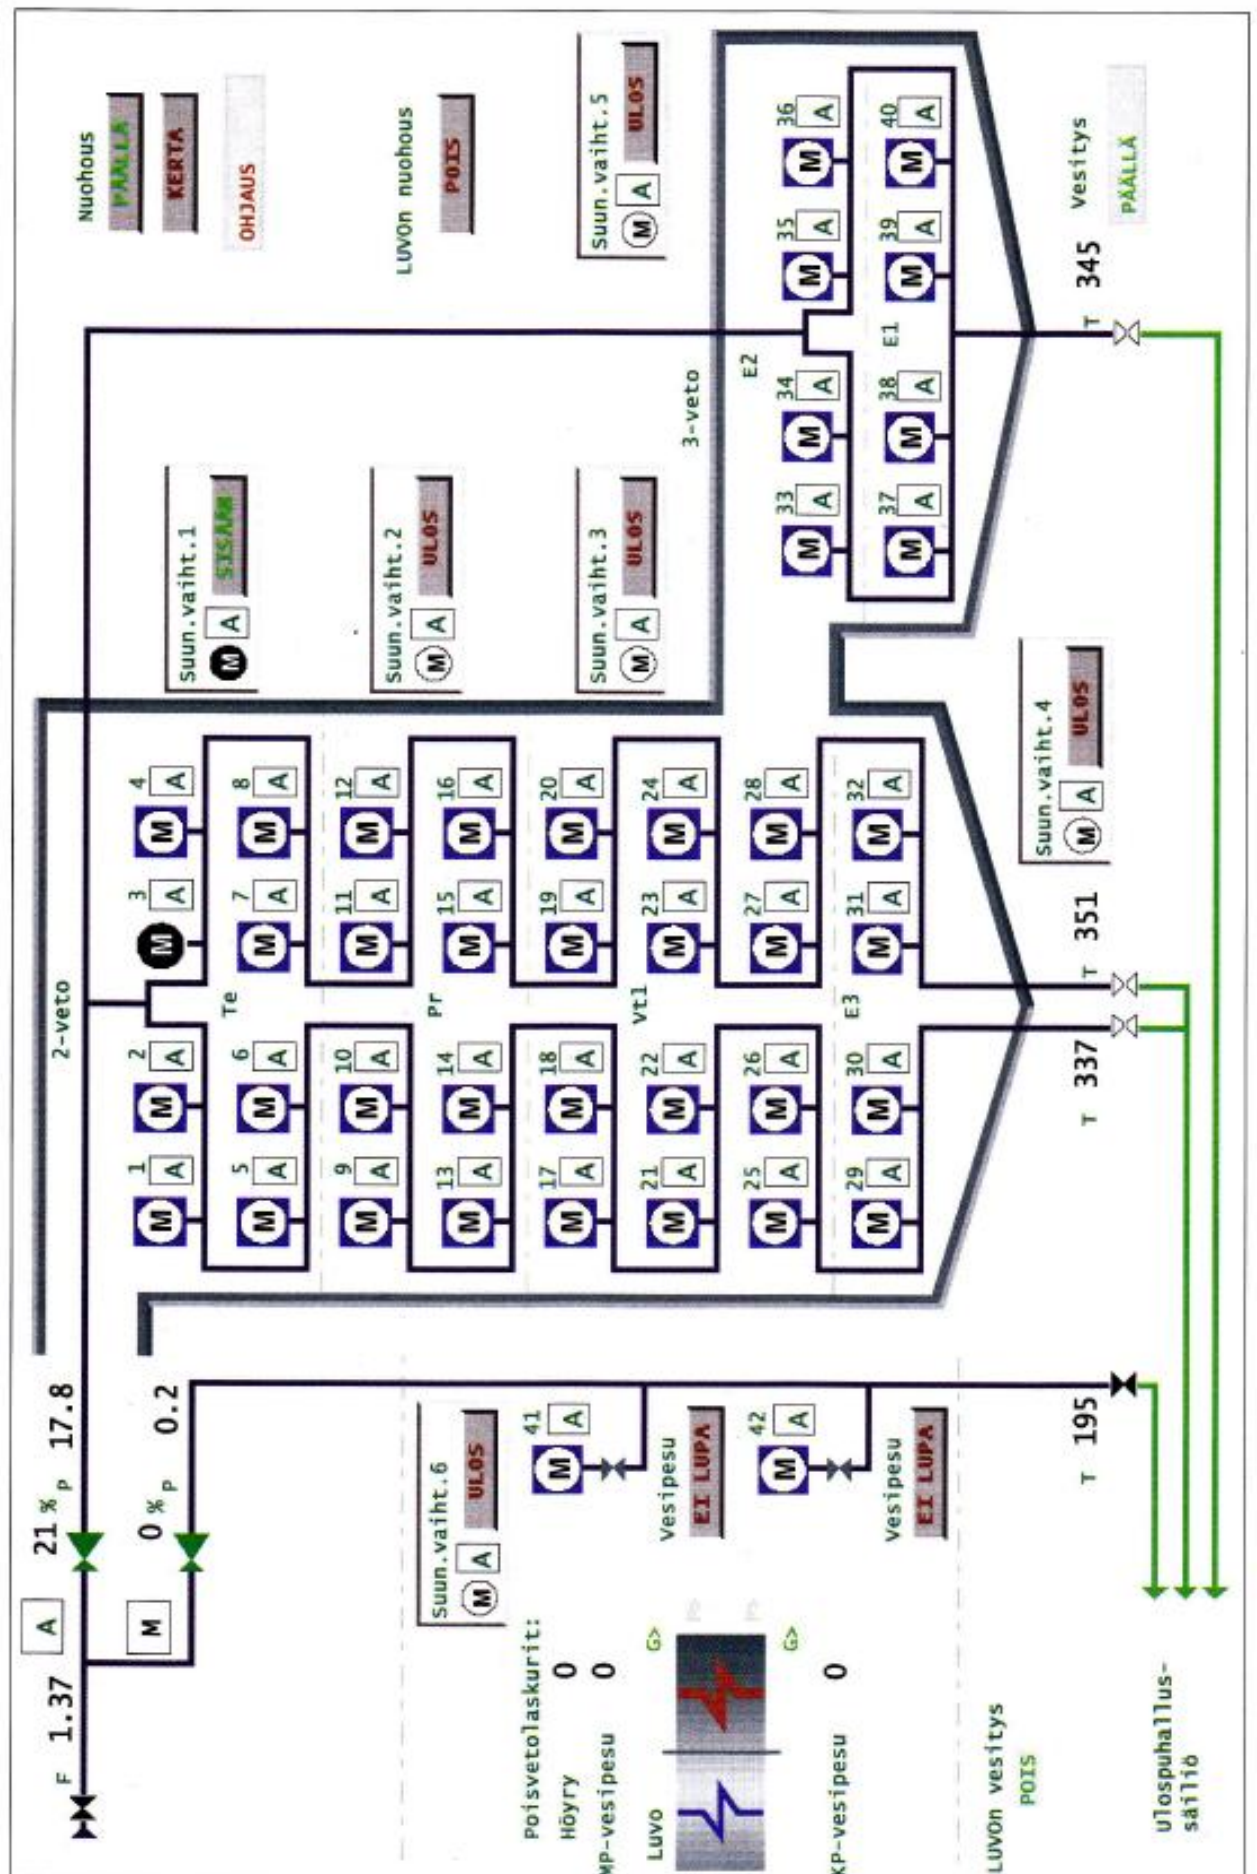 F 1.37
A
21 % P 17.8
M
0 % P 0.2
2-veto
Nuohous
PÄÄLLÄ
KERTA
OHJAUS
LUVON nuohous
POIS
Suun.vaiht.1
M A SISÄÄN
Suun.vaiht.2
M A ULOS
Suun.vaiht.3
M A ULOS
Suun.vaiht.5
M A ULOS
1 2 3 4
M A M A M A M A
Te
5 6 7 8
M A M A M A M A
9 10 11 12
M A M A M A M A
Pr
13 14 15 16
M A M A M A M A
17 18 19 20
M A M A M A M A
Vtl
21 22 23 24
M A M A M A M A
25 26 27 28
M A M A M A M A
E3
29 30 31 32
M A M A M A M A
3-veto
E2
33 34 35 36
M A M A M A M A
E1
37 38 39 40
M A M A M A M A
Suun.vaiht.4
M A ULOS
Suun.vaiht.6
M A ULOS
41
M A
Vesipesu
EI LUPA
42
M A
Vesipesu
EI LUPA
Poisvetolaskurit:
Höyry 0
MP-vesipesu 0
Luvo
G>
G>
KP-vesipesu 0
LUVON vesitys
POIS
T 195
T 337
T 351
T 345
Vesitys
PÄÄLLÄ
ulospuhallus-
säiliö